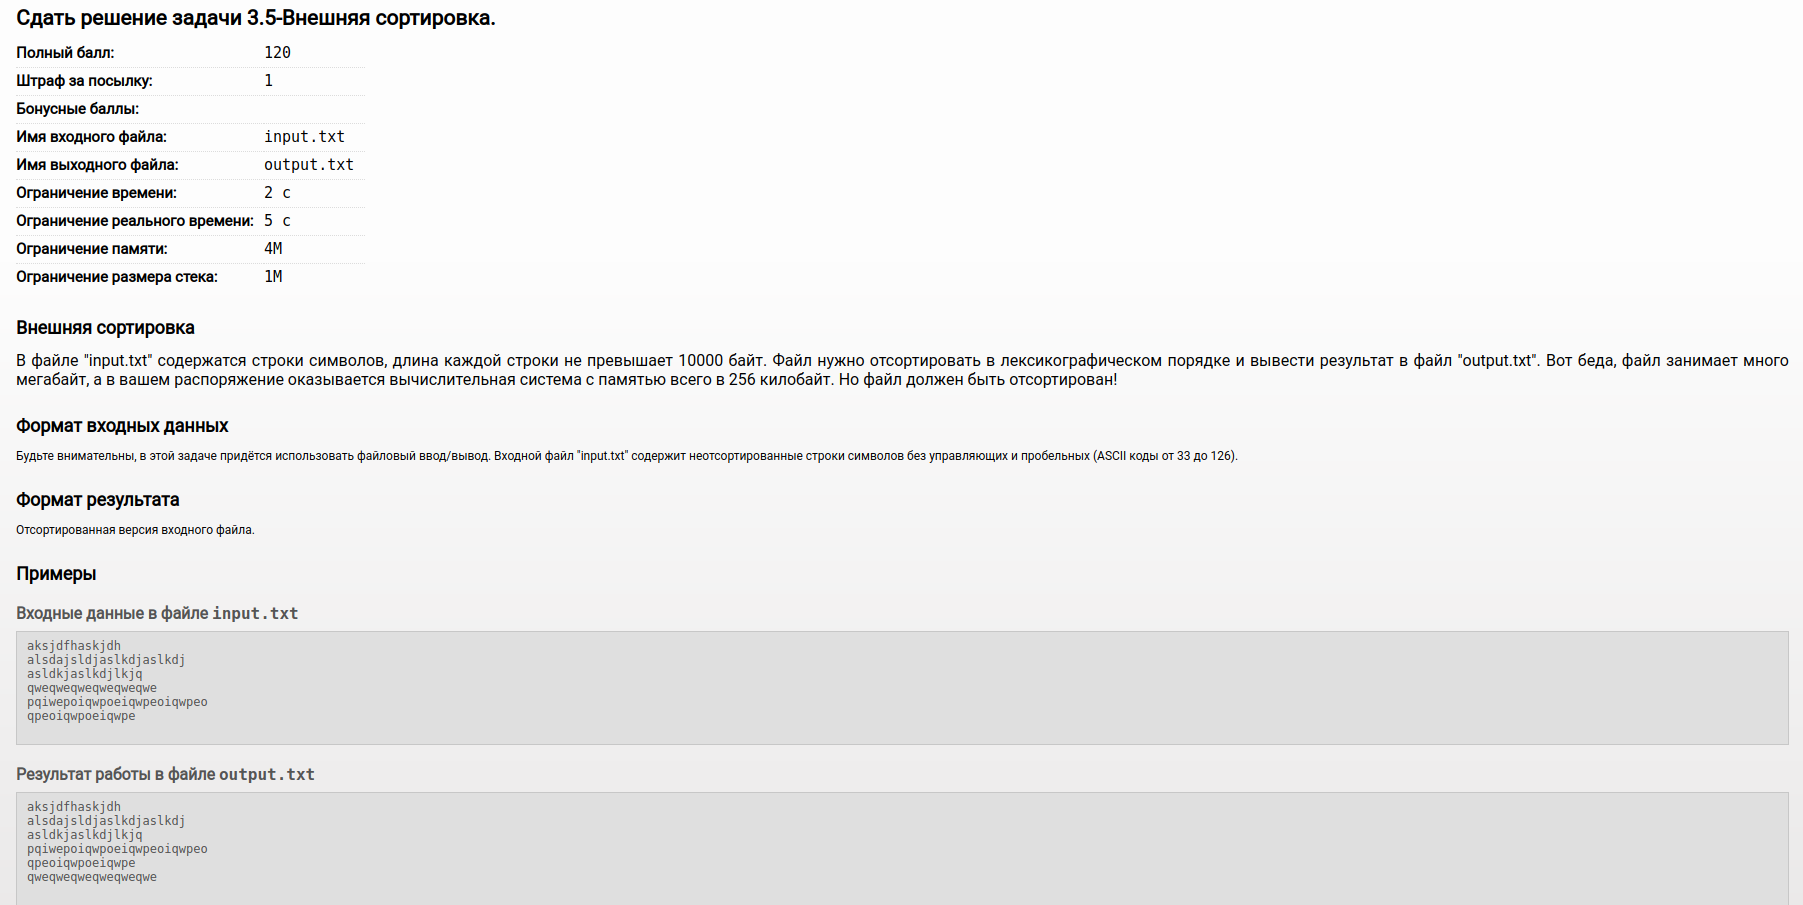 Сдать решение задачи 3.5-Внешняя сортировка.
Полный балл: 120
Штраф за посылку: 1
Бонусные баллы:
Имя входного файла: input.txt
Имя выходного файла: output.txt
Ограничение времени: 2 с
Ограничение реального времени: 5 с
Ограничение памяти: 4M
Ограничение размера стека: 1M
Внешняя сортировка
В файле "input.txt" содержатся строки символов, длина каждой строки не превышает 10000 байт. Файл нужно отсортировать в лексикографическом порядке и вывести результат в файл "output.txt". Вот беда, файл занимает много
мегабайт, а в вашем распоряжение оказывается вычислительная система с памятью всего в 256 килобайт. Но файл должен быть отсортирован!
Формат входных данных
Будьте внимательны, в этой задаче придётся использовать файловый ввод/вывод. Входной файл "input.txt" содержит неотсортированные строки символов без управляющих и пробельных (ASCII коды от 33 до 126).
Формат результата
Отсортированная версия входного файла.
Примеры
Входные данные в файле input.txt
aksjdfhaskjdh
alsdajsldjaslkdjaslkdj
asldkjaslkdjlkjq
qweqweqweqweqweqwe
pqiwepoiqwpoeiqwpeoiqwpeo
qpeoiqwpoeiqwpe
Результат работы в файле output.txt
aksjdfhaskjdh
alsdajsldjaslkdjaslkdj
asldkjaslkdjlkjq
pqiwepoiqwpoeiqwpeoiqwpeo
qpeoiqwpoeiqwpe
qweqweqweqweqweqwe